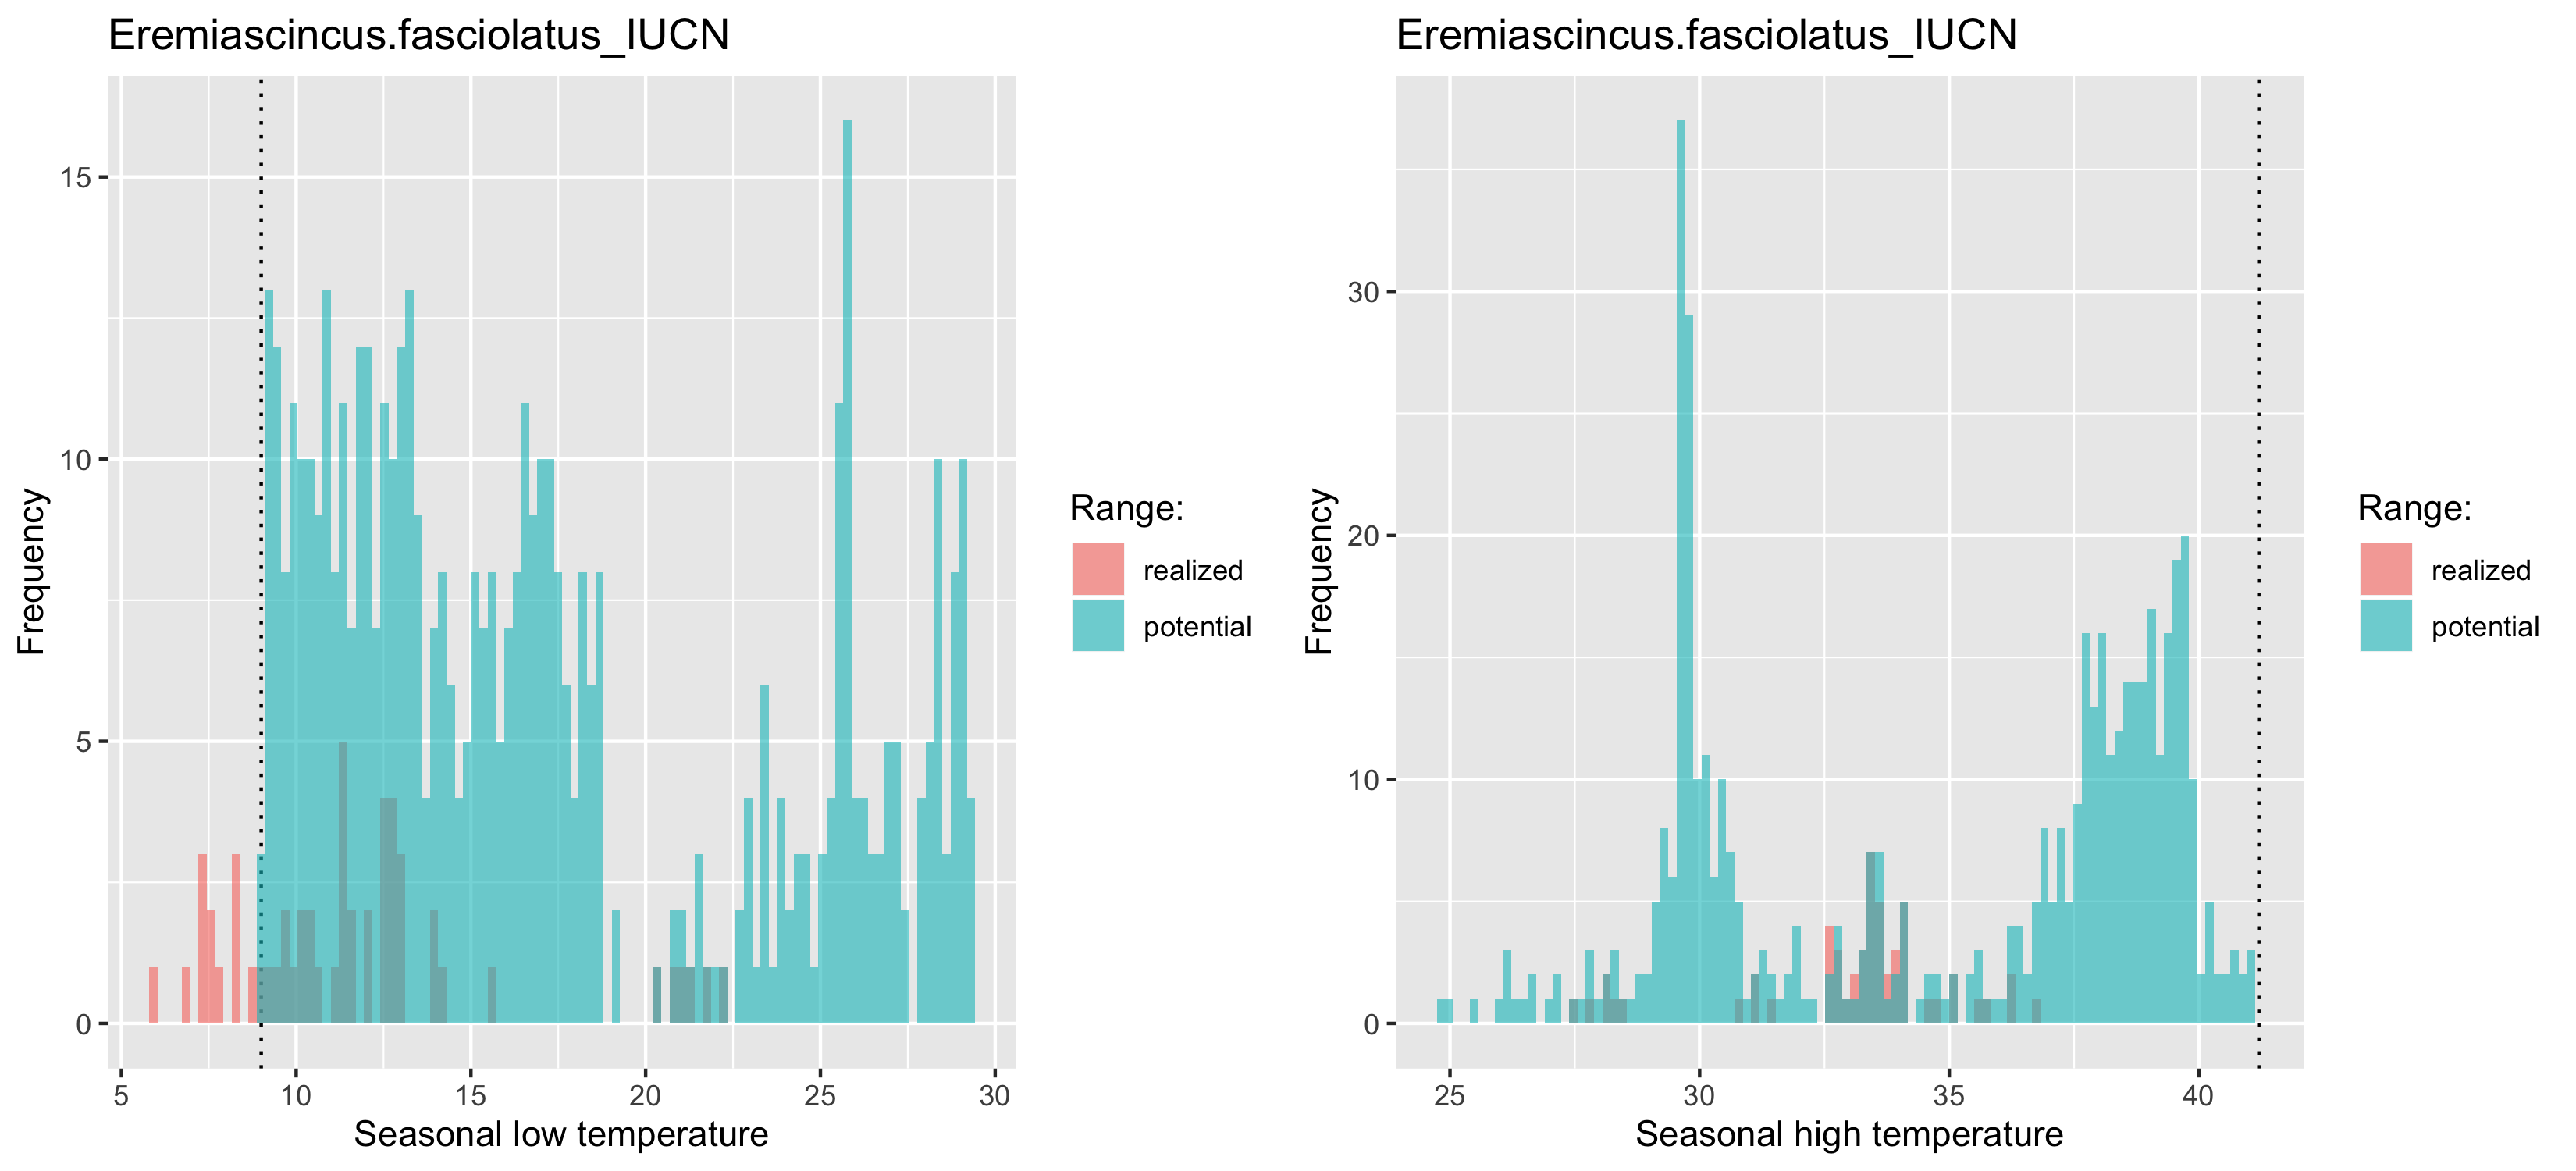 Eremiascincus.fasciolatus_IUCN
Frequency
15
10
5
0
5 10 15 20 25 30
Seasonal low temperature
Range:
realized
potential
Eremiascincus.fasciolatus_IUCN
Frequency
30
20
10
0
25 30 35 40
Seasonal high temperature
Range:
realized
potential